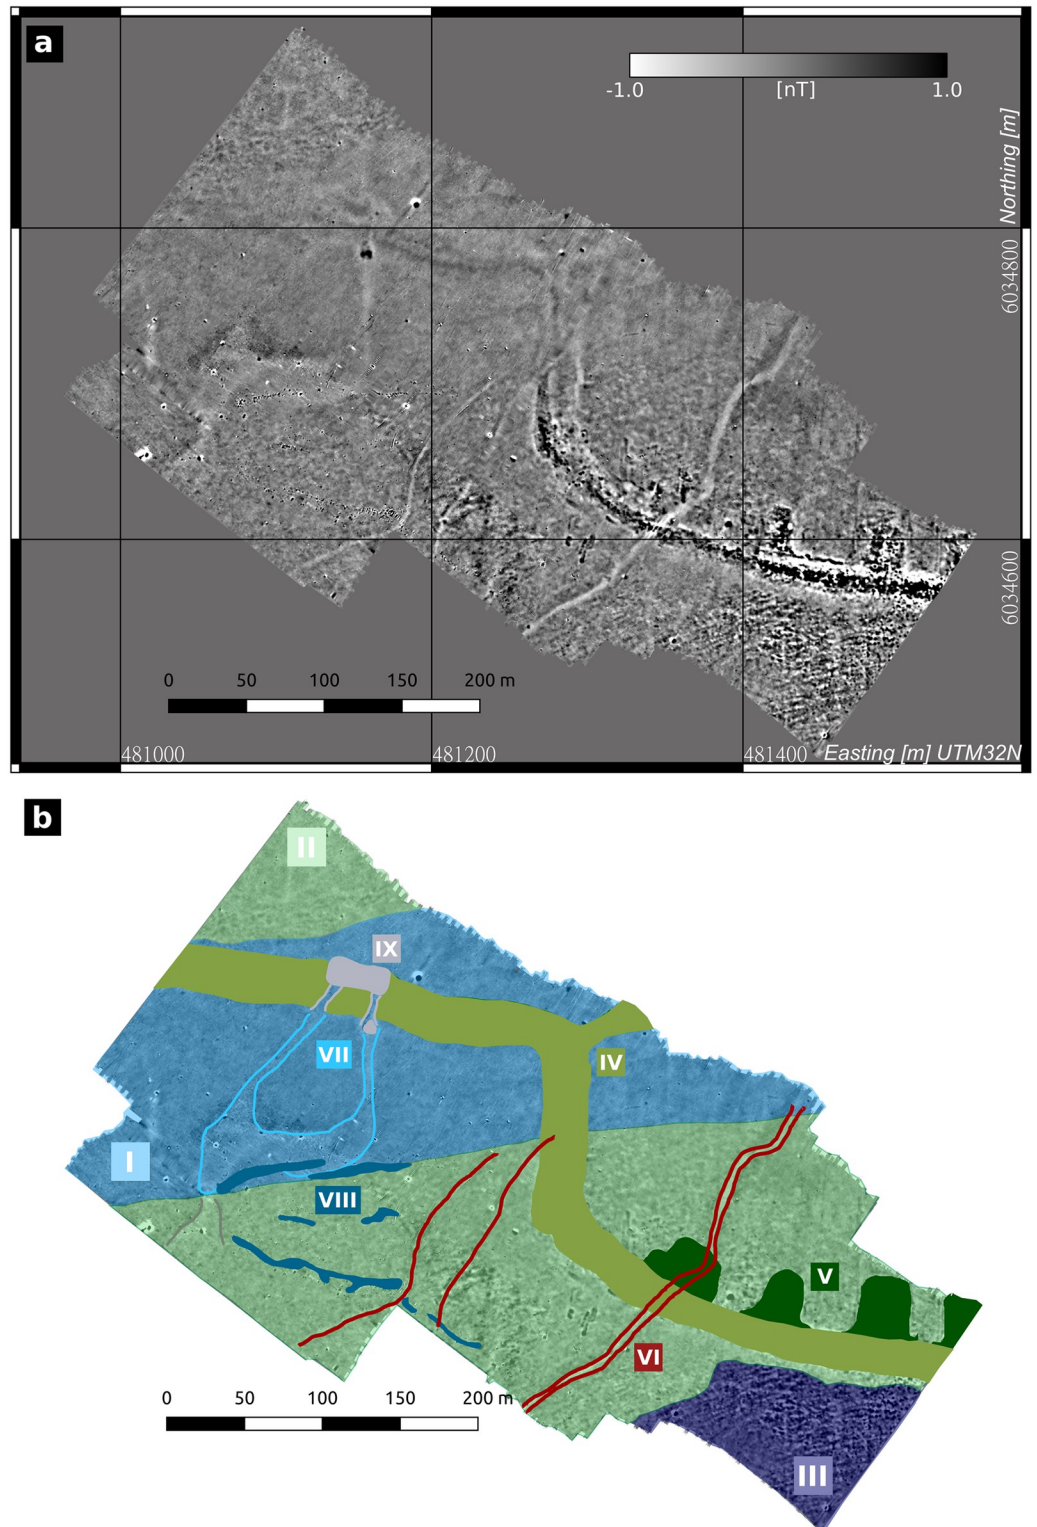 a
-1.0 [nT] 1.0
Northing [m]
6034800
6034600
0 50 100 150 200 m
481000 481200 481400 Easting [m] UTM32N
b
II
IX
VII
IV
I
VIII
V
VI
0 50 100 150 200 m
III